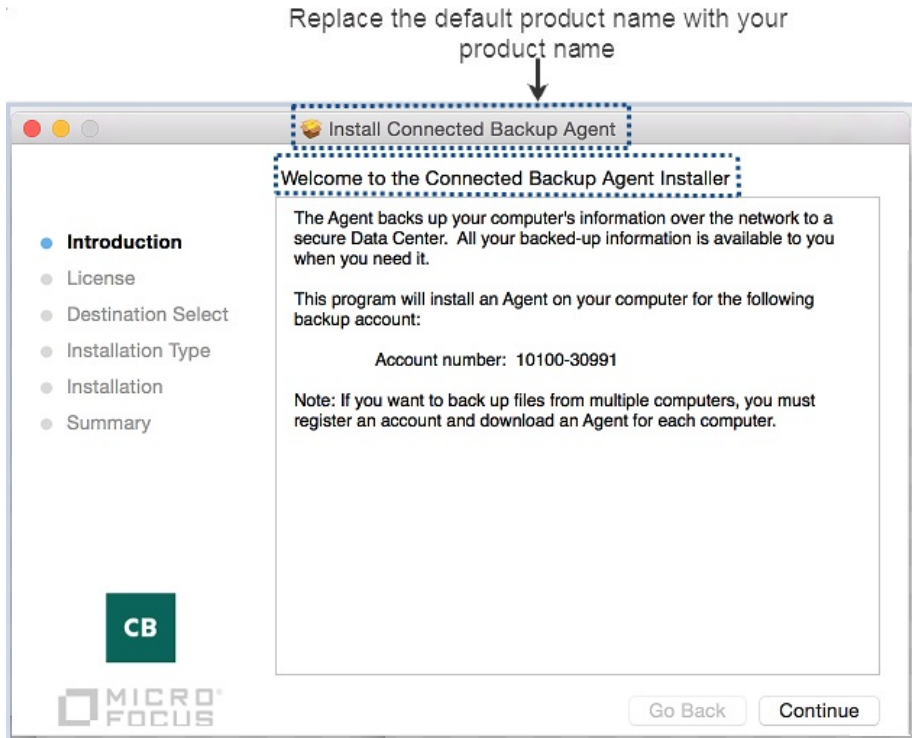 Replace the default product name with your
product name
Install Connected Backup Agent
Welcome to the Connected Backup Agent Installer
Introduction
License
Destination Select
Installation Type
Installation
Summary
The Agent backs up your computer's information over the network to a
secure Data Center.  All your backed-up information is available to you
when you need it.
This program will install an Agent on your computer for the following
backup account:
Account number:  10100-30991
Note: If you want to back up files from multiple computers, you must
register an account and download an Agent for each computer.
CB
MICRO
FOCUS
Go Back
Continue